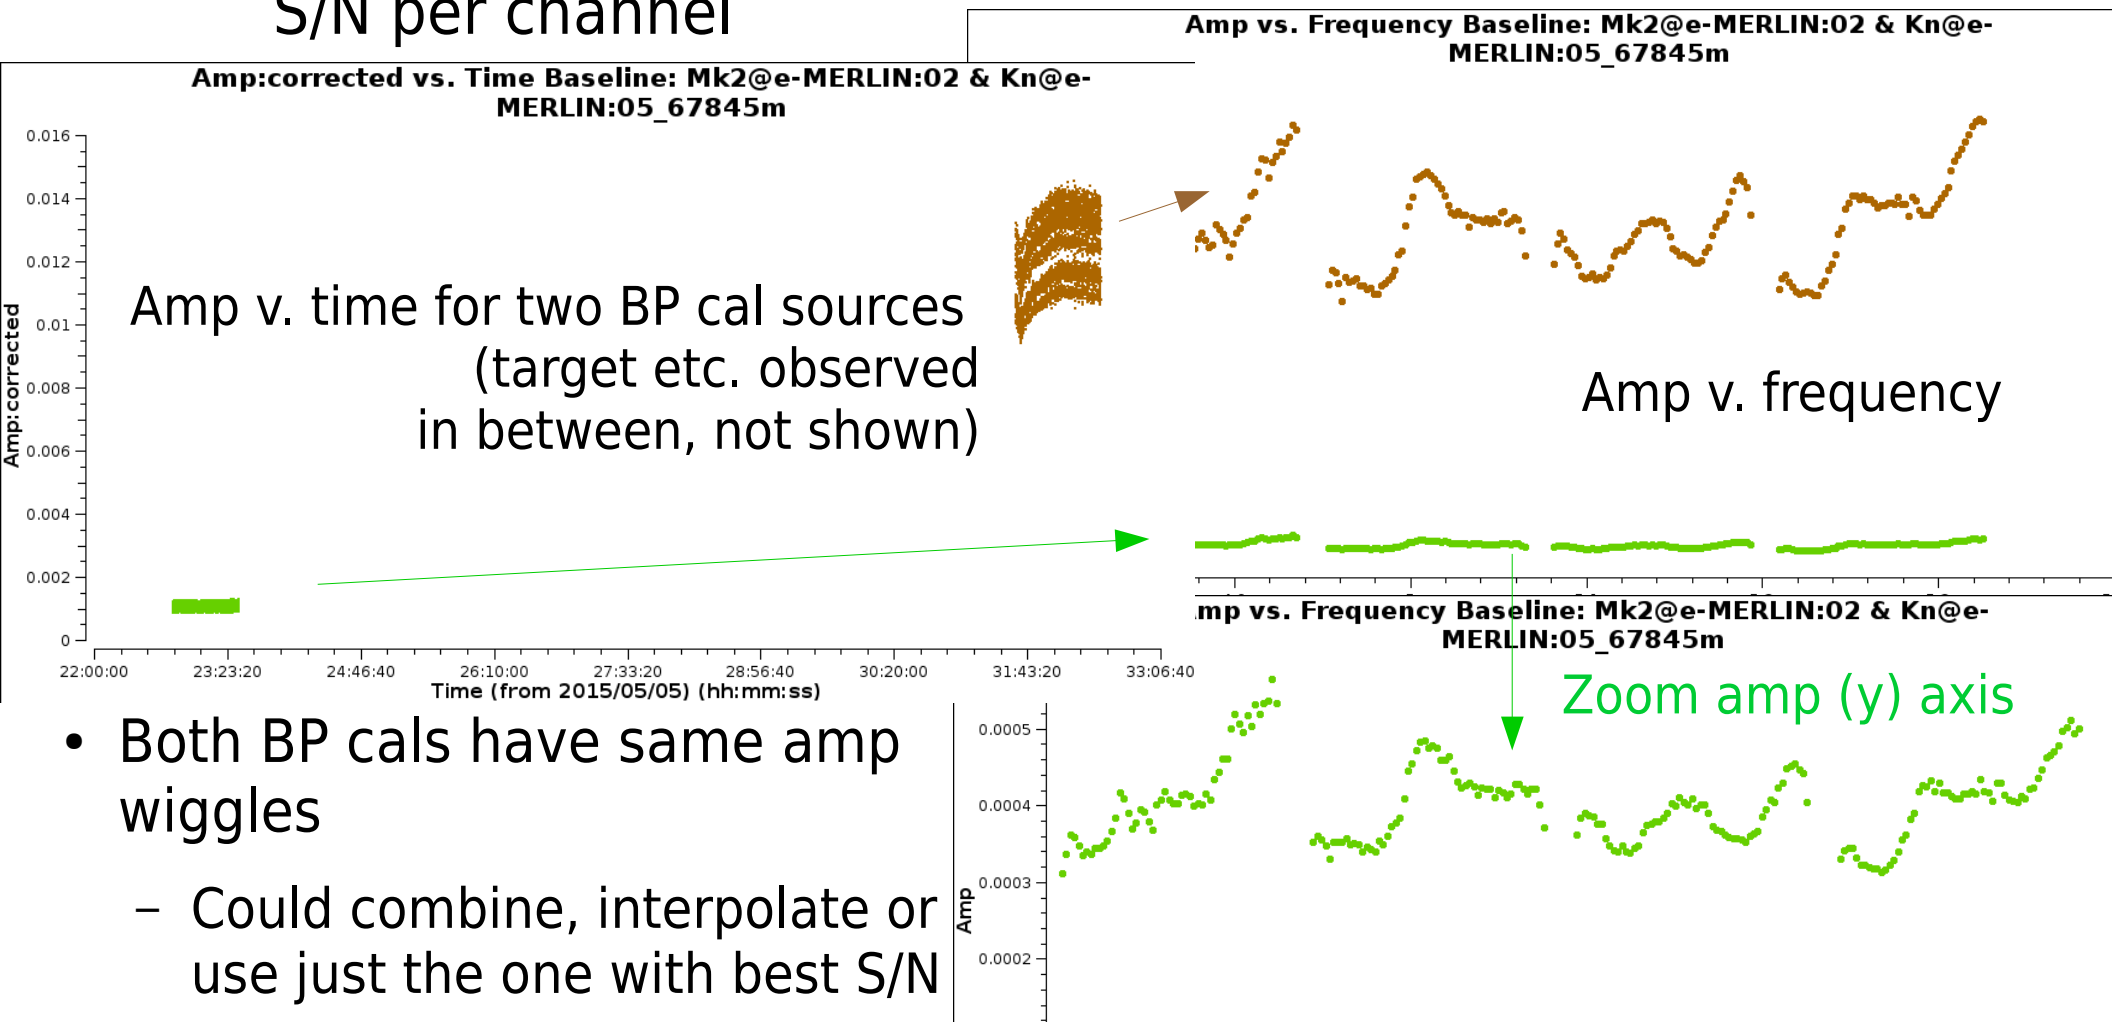 S/N per channel
Amp vs. Frequency Baseline: Mk2@e-MERLIN:02 & Kn@e-
MERLIN:05_67845m
Amp:corrected vs. Time Baseline: Mk2@e-MERLIN:02 & Kn@e-
MERLIN:05_67845m
0.016
0.014
0.012
0.01
0.008
0.006
0.004
0.002
0
Amp:corrected
Amp v. time for two BP cal sources
(target etc. observed
in between, not shown)
22:00:00 23:23:20 24:46:40 26:10:00 27:33:20 28:56:40 30:20:00 31:43:20 33:06:40
Time (from 2015/05/05) (hh:mm:ss)
Amp v. frequency
mp vs. Frequency Baseline: Mk2@e-MERLIN:02 & Kn@e-
MERLIN:05_67845m
Zoom amp (y) axis
0.0005
0.0004
0.0003
0.0002
Amp
• Both BP cals have same amp
wiggles
– Could combine, interpolate or
use just the one with best S/N